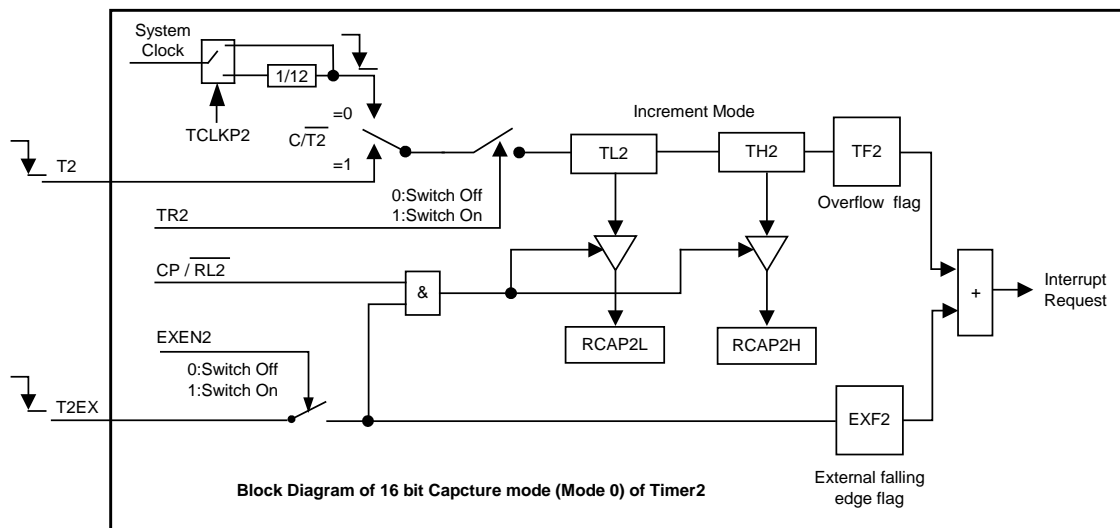 System
Clock
1/12
TCLKP2
=0
C/T2
=1
T2
Increment Mode
TL2
TH2
TF2
Overflow flag
0:Switch Off
1:Switch On
TR2
CP / RL2
&
+
Interrupt
Request
RCAP2L
RCAP2H
EXEN2
0:Switch Off
1:Switch On
T2EX
EXF2
External falling
edge flag
Block Diagram of 16 bit Capcture mode (Mode 0) of Timer2